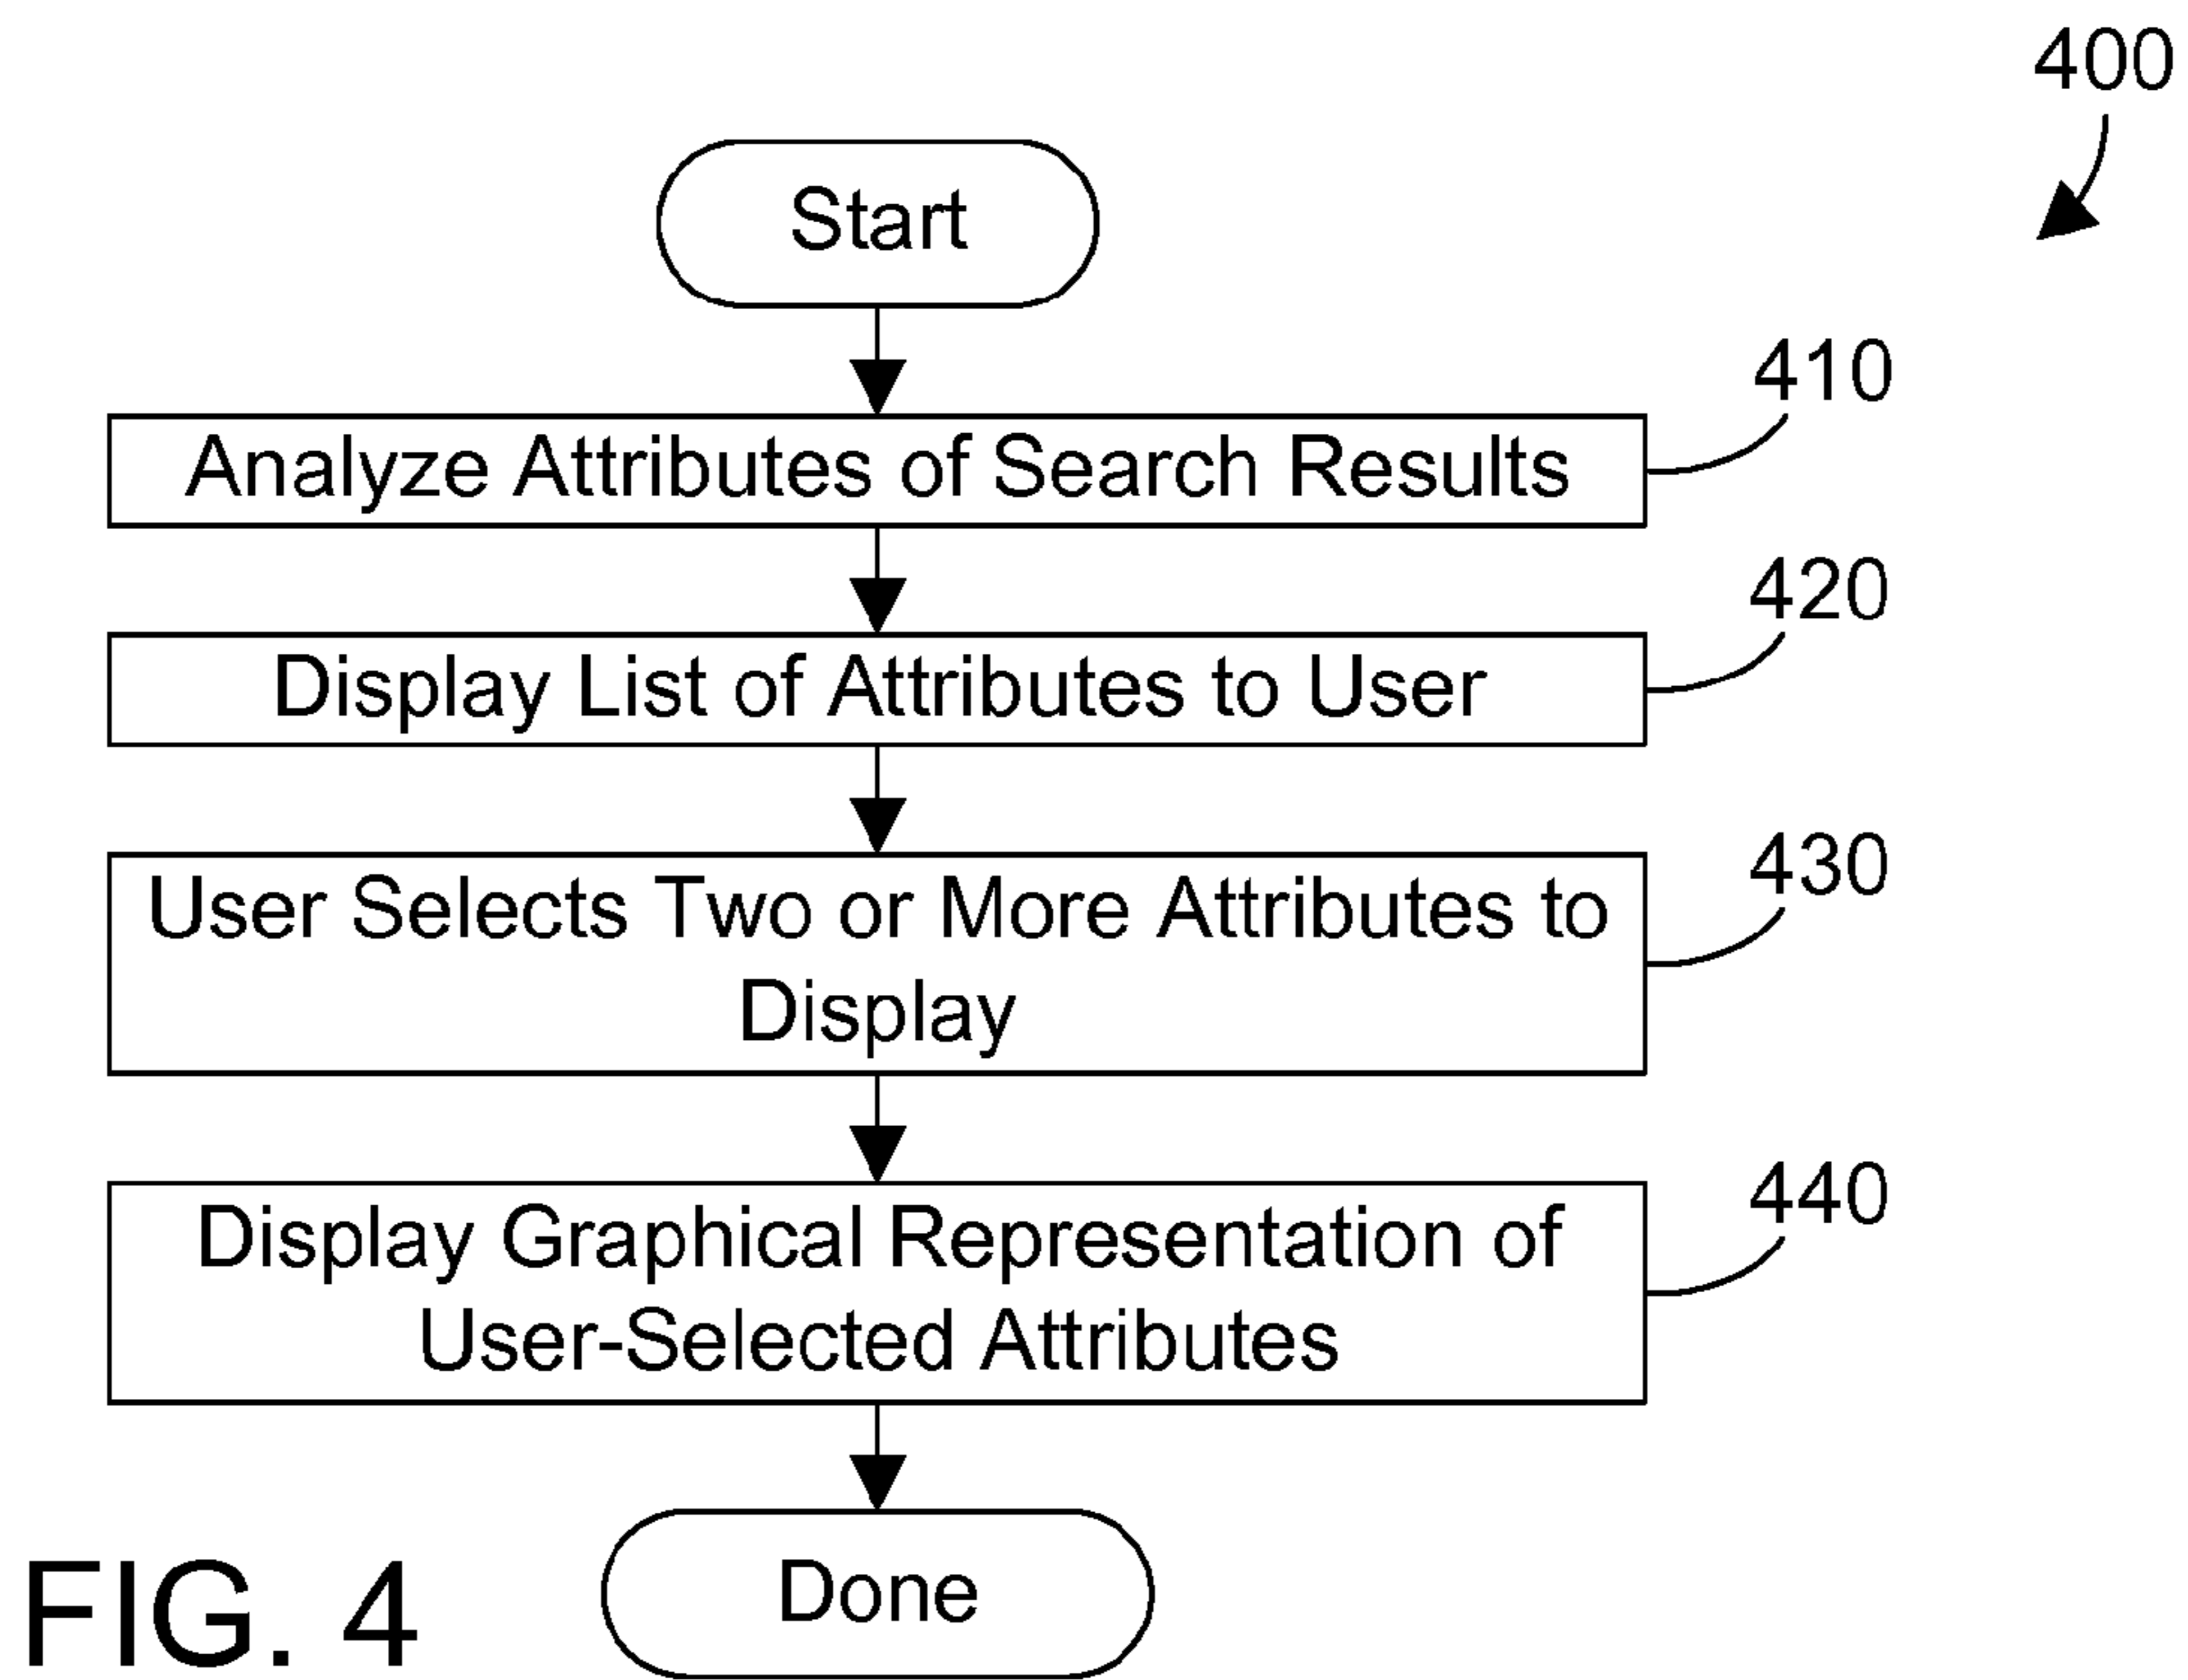 400
Start
410
Analyze Attributes of Search Results
420
Display List of Attributes to User
430
User Selects Two or More Attributes to
Display
440
Display Graphical Representation of
User-Selected Attributes
Done
FIG. 4